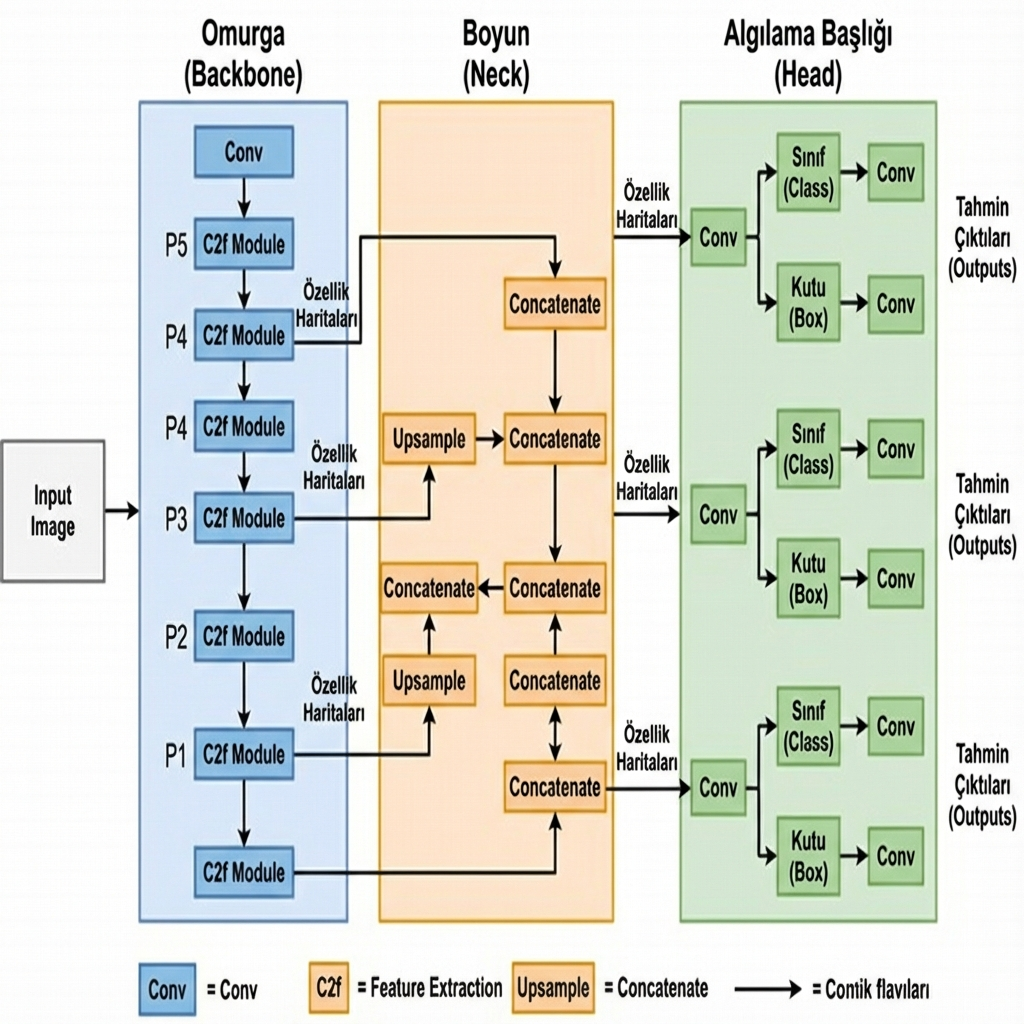 Omurga
(Backbone)
Boyun
(Neck)
Algılama Başlığı
(Head)
Input
Image
Conv
P5
C2f Module
P4
C2f Module
P4
C2f Module
P3
C2f Module
P2
C2f Module
P1
C2f Module
C2f Module
Özellik
Haritaları
Özellik
Haritaları
Özellik
Haritaları
Concatenate
Upsample
Concatenate
Concatenate
Concatenate
Upsample
Concatenate
Concatenate
Özellik
Haritaları
Özellik
Haritaları
Özellik
Haritaları
Conv
Sınıf
(Class)
Conv
Kutu
(Box)
Conv
Tahmin
Çıktıları
(Outputs)
Conv
Sınıf
(Class)
Conv
Kutu
(Box)
Conv
Tahmin
Çıktıları
(Outputs)
Conv
Sınıf
(Class)
Conv
Kutu
(Box)
Conv
Tahmin
Çıktıları
(Outputs)
Conv = Conv
C2f = Feature Extraction
Upsample = Concatenate
= Contik flavıları